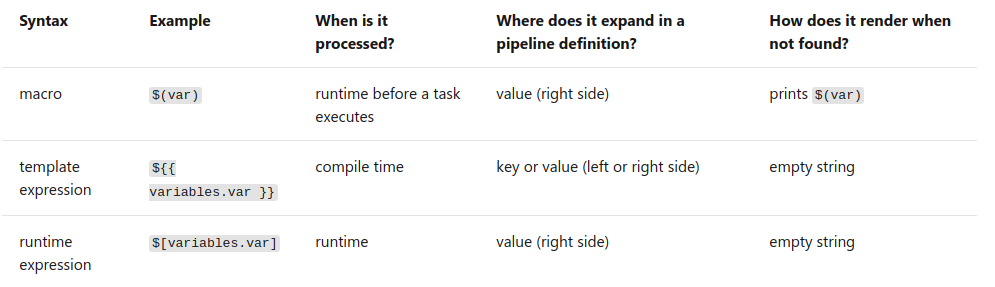 Syntax Example When is it processed? Where does it expand in a pipeline definition? How does it render when not found?
macro $(var) runtime before a task executes value (right side) prints $(var)
template expression ${{ variables.var }} compile time key or value (left or right side) empty string
runtime expression $[variables.var] runtime value (right side) empty string